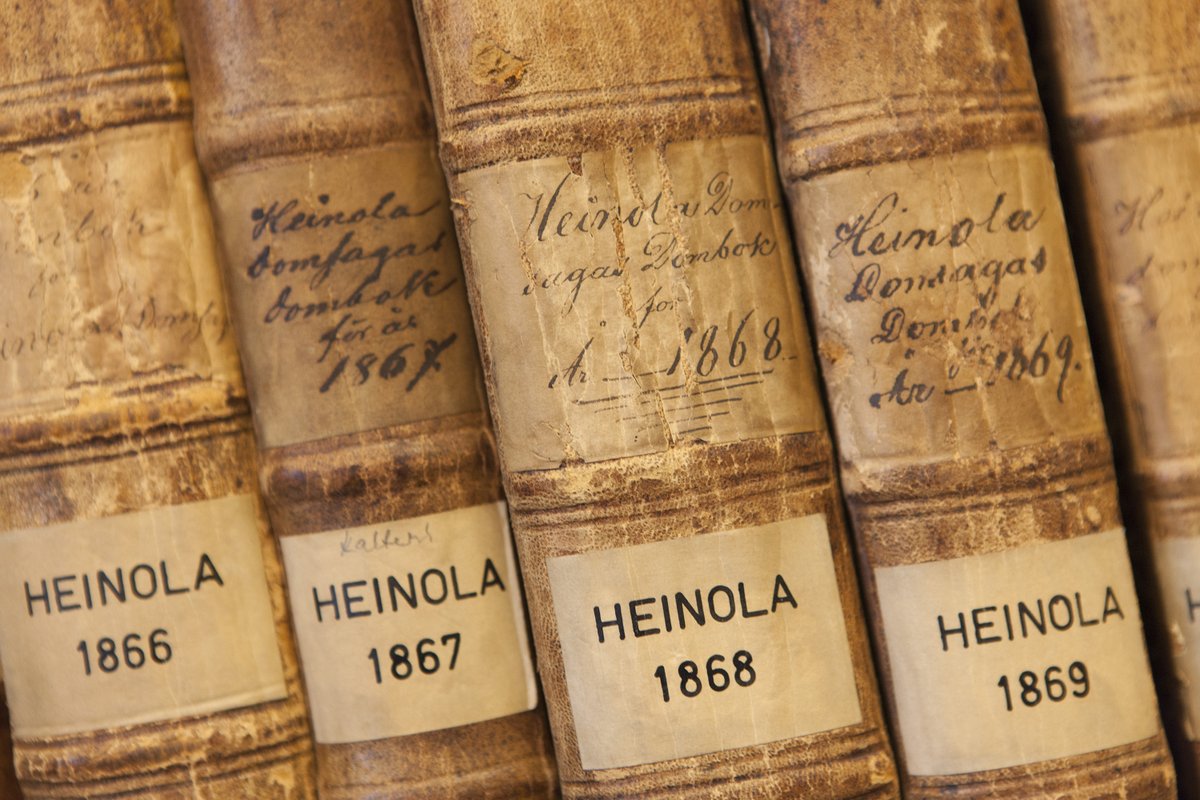 HEINOLA
1866
Heinola
domsagas
dombok
för år
1867.
HEINOLA
1867
Heinola Dom-
sagas Dombok
för
År 1868
HEINOLA
1868
Heinola
Domsagas
Dombok
för
År — 1869.
HEINOLA
1869
H